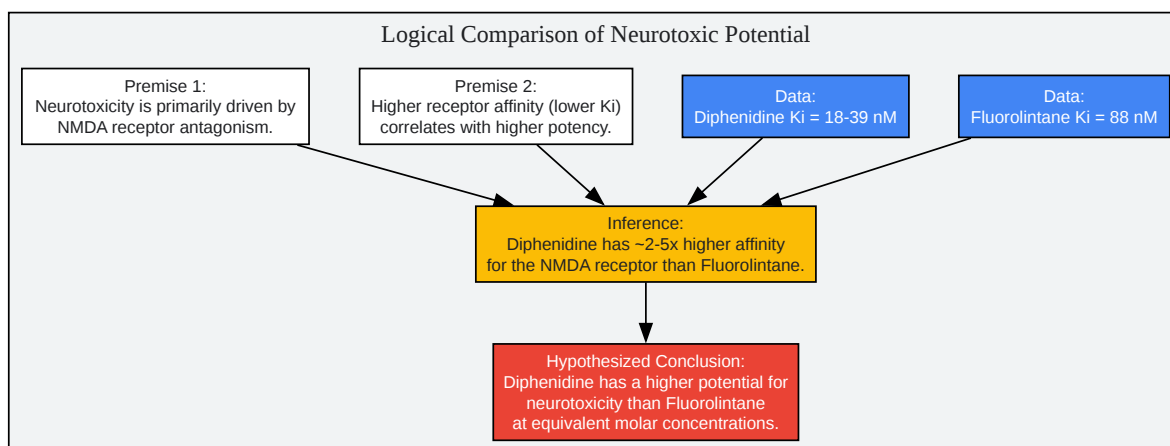 Logical Comparison of Neurotoxic Potential
Premise 1:
Neurotoxicity is primarily driven by
NMDA receptor antagonism.
Premise 2:
Higher receptor affinity (lower Ki)
correlates with higher potency.
Data:
Diphenidine Ki = 18-39 nM
Data:
Fluorolintane Ki = 88 nM
Inference:
Diphenidine has ~2-5x higher affinity
for the NMDA receptor than Fluorolintane.
Hypothesized Conclusion:
Diphenidine has a higher potential for
neurotoxicity than Fluorolintane
at equivalent molar concentrations.